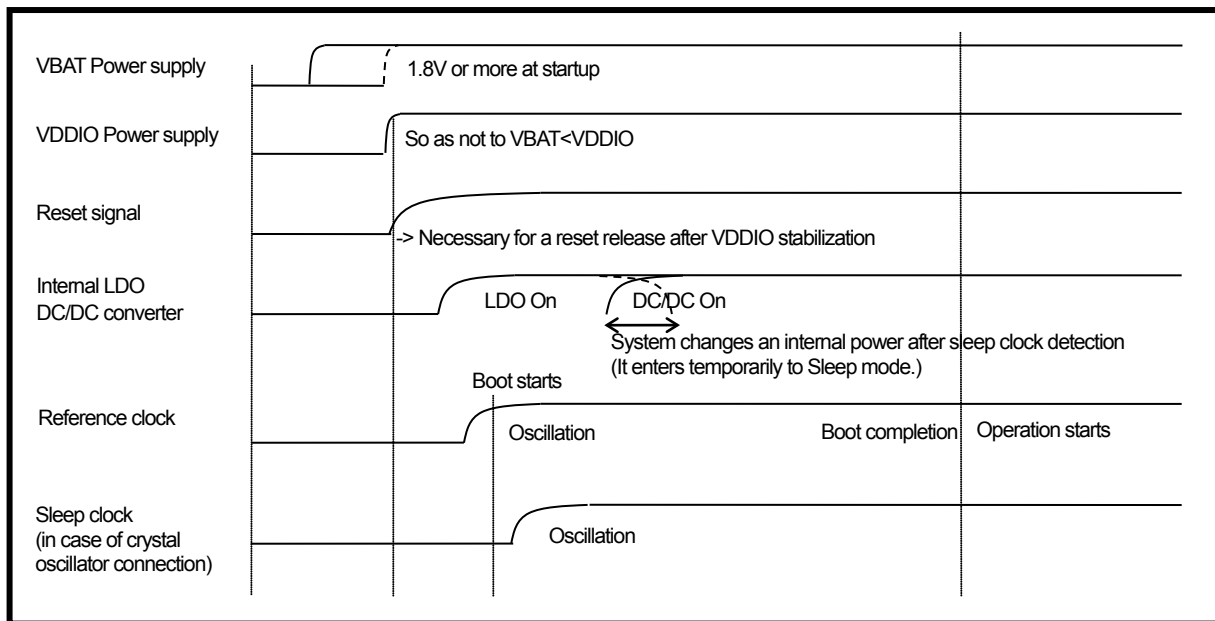 VBAT Power supply
1.8V or more at startup
VDDIO Power supply
So as not to VBAT<VDDIO
Reset signal
-> Necessary for a reset release after VDDIO stabilization
Internal LDO
DC/DC converter
LDO On
DC/DC On
System changes an internal power after sleep clock detection
(It enters temporarily to Sleep mode.)
Boot starts
Reference clock
Oscillation
Boot completion
Operation starts
Sleep clock
(in case of crystal
oscillator connection)
Oscillation